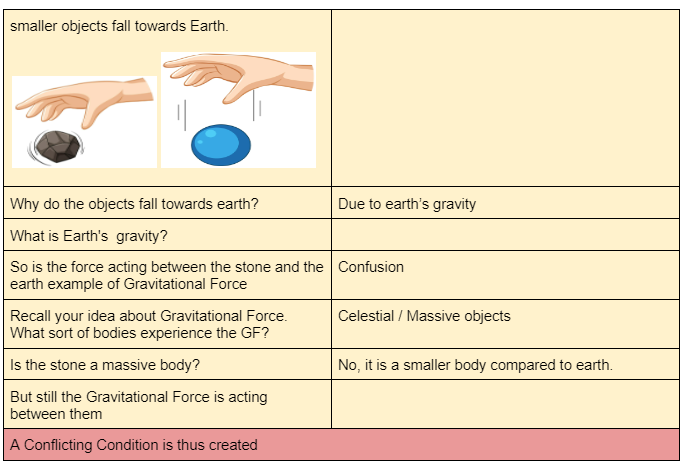 smaller objects fall towards Earth.
Why do the objects fall towards earth?
Due to earth's gravity
What is Earth's  gravity?
So is the force acting between the stone and the
earth example of Gravitational Force
Confusion
Recall your idea about Gravitational Force.
What sort of bodies experience the GF?
Celestial / Massive objects
Is the stone a massive body?
No, it is a smaller body compared to earth.
But still the Gravitational Force is acting
between them
A Conflicting Condition is thus created